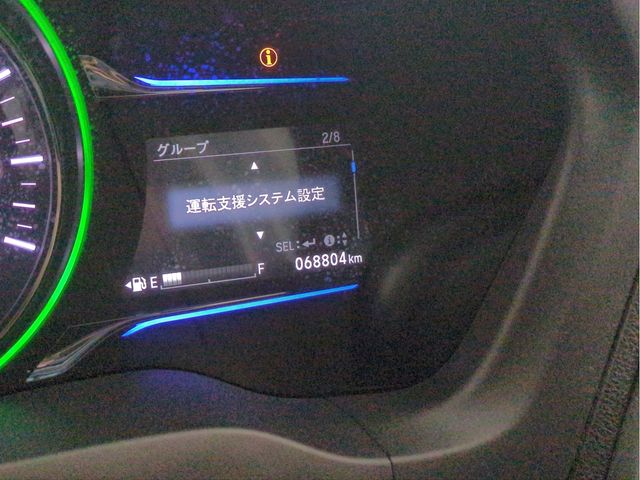 グループ 2/8
▲
運転支援システム設定
▼
SEL:↵ i:▲▼
068804km
E F